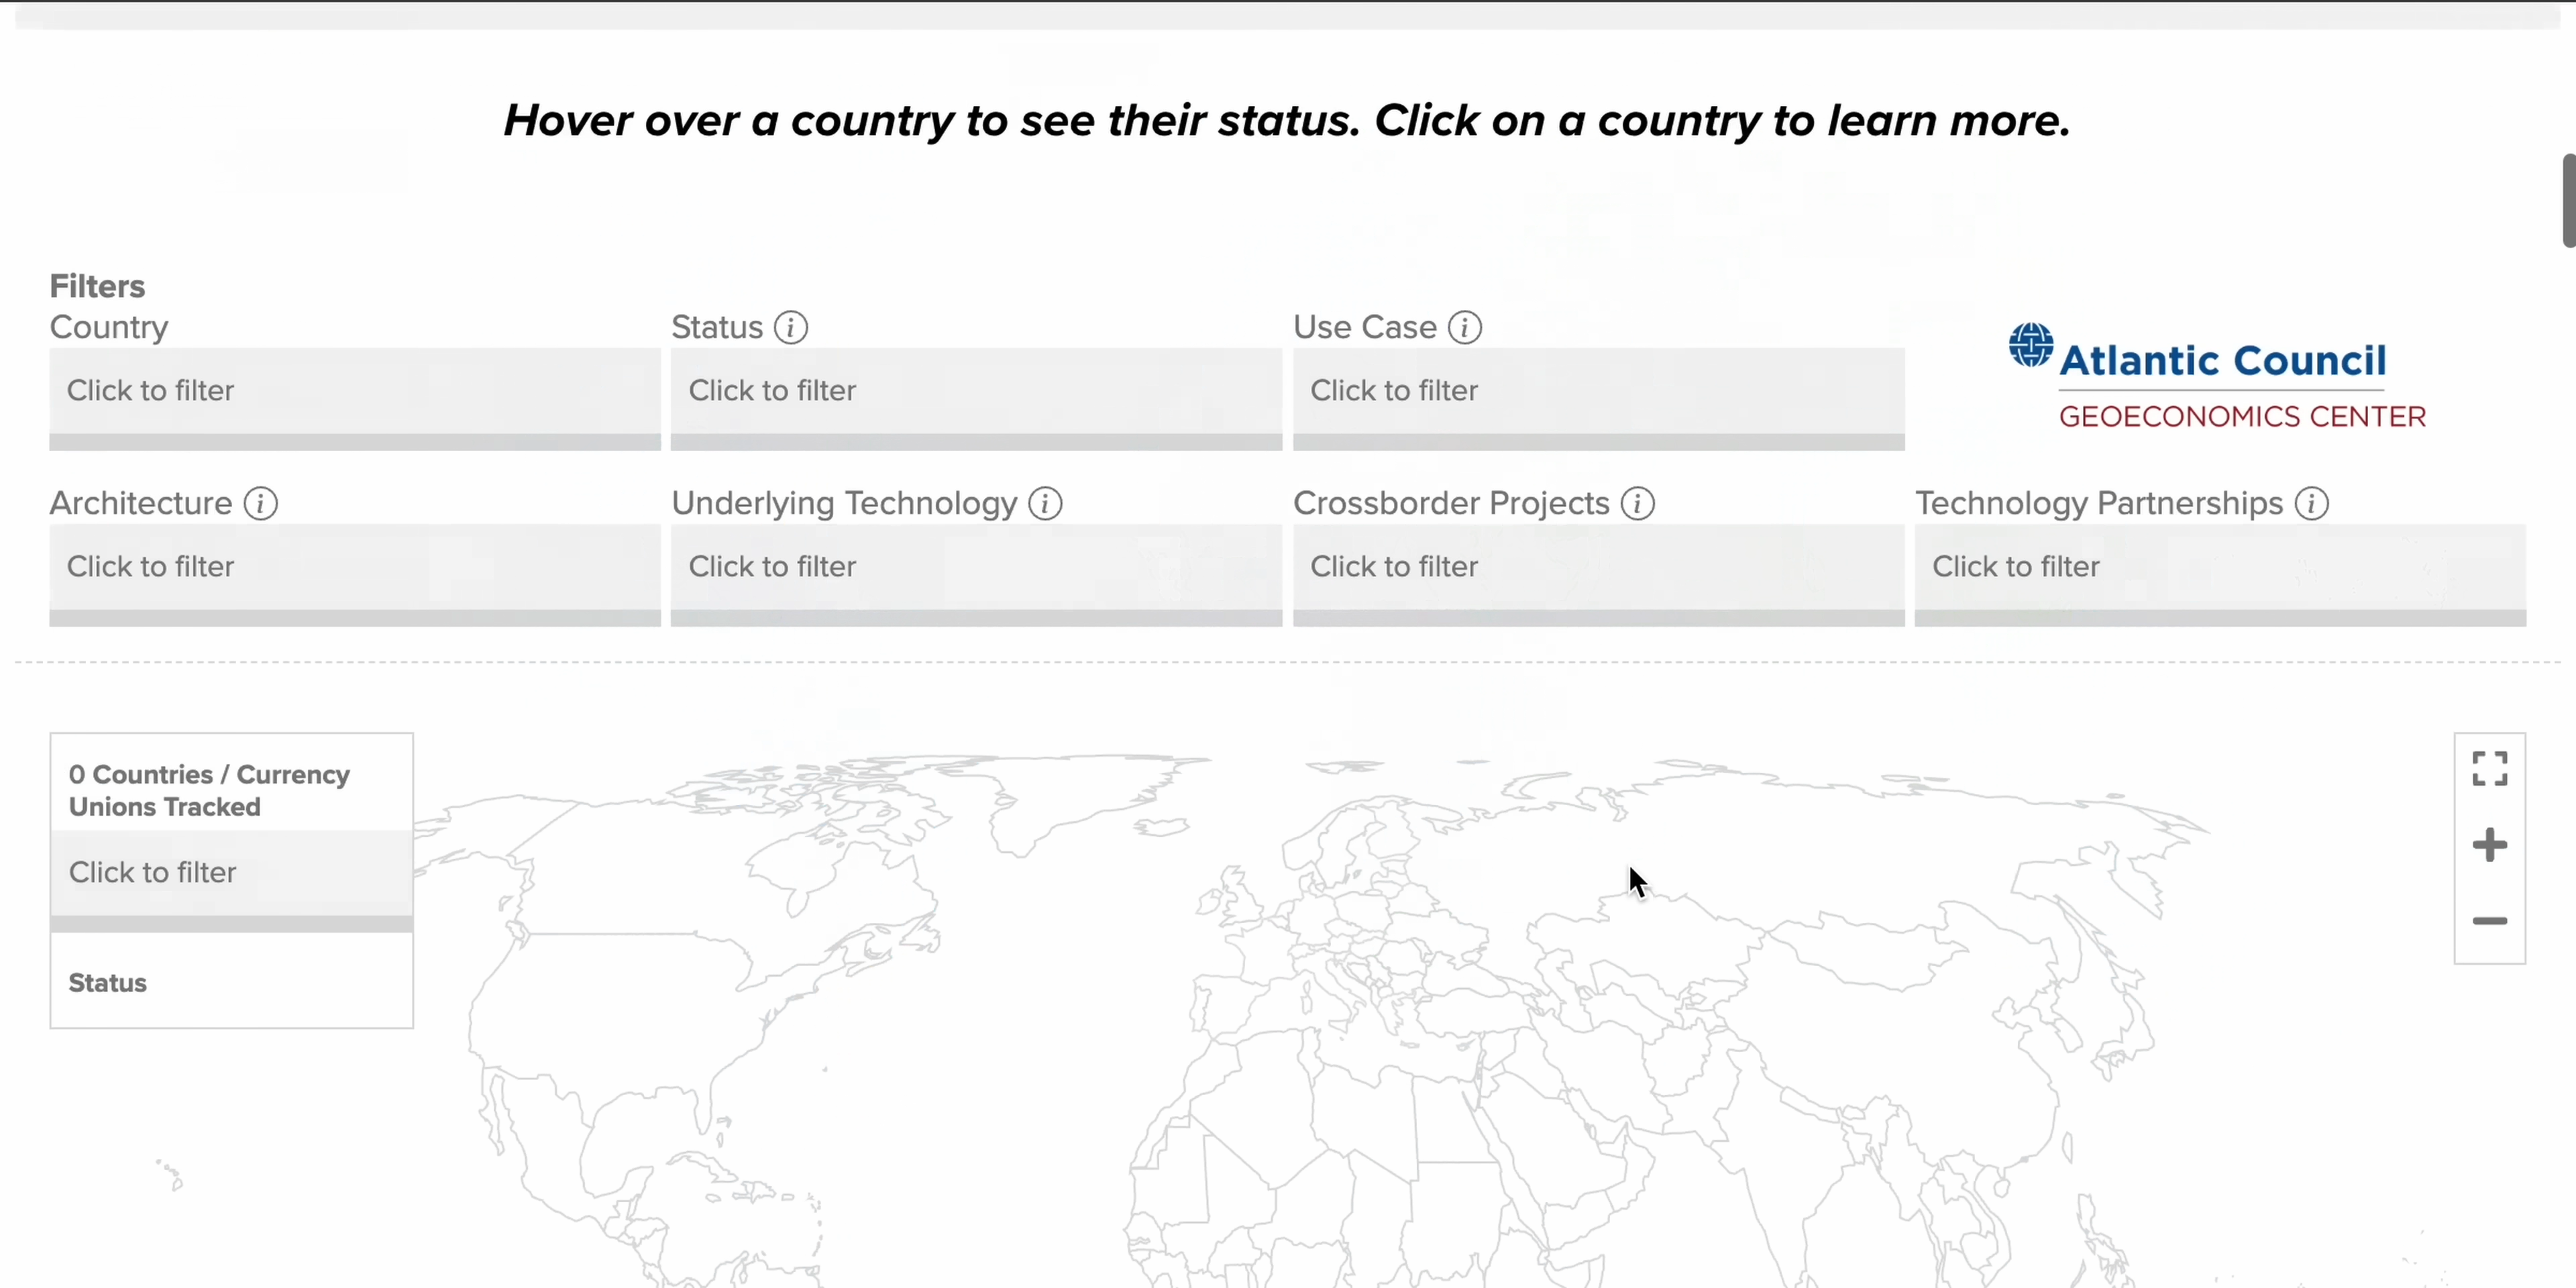 Hover over a country to see their status. Click on a country to learn more.
Filters
Country
Click to filter
Status
Click to filter
Use Case
Click to filter
Atlantic Council
GEOECONOMICS CENTER
Architecture
Click to filter
Underlying Technology
Click to filter
Crossborder Projects
Click to filter
Technology Partnerships
Click to filter
0 Countries / Currency
Unions Tracked
Click to filter
Status